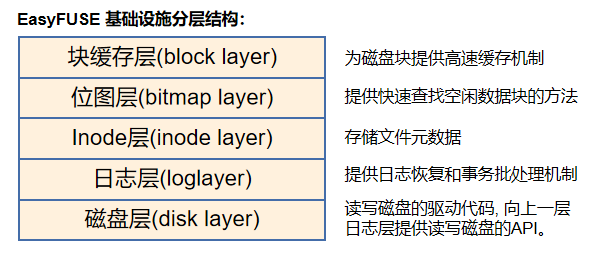 EasyFUSE 基础设施分层结构：
块缓存层(block layer)
为磁盘块提供高速缓存机制
位图层(bitmap layer)
提供快速查找空闲数据块的方法
Inode层(inode layer)
存储文件元数据
日志层(loglayer)
提供日志恢复和事务批处理机制
磁盘层(disk layer)
读写磁盘的驱动代码, 向上一层
日志层提供读写磁盘的API。